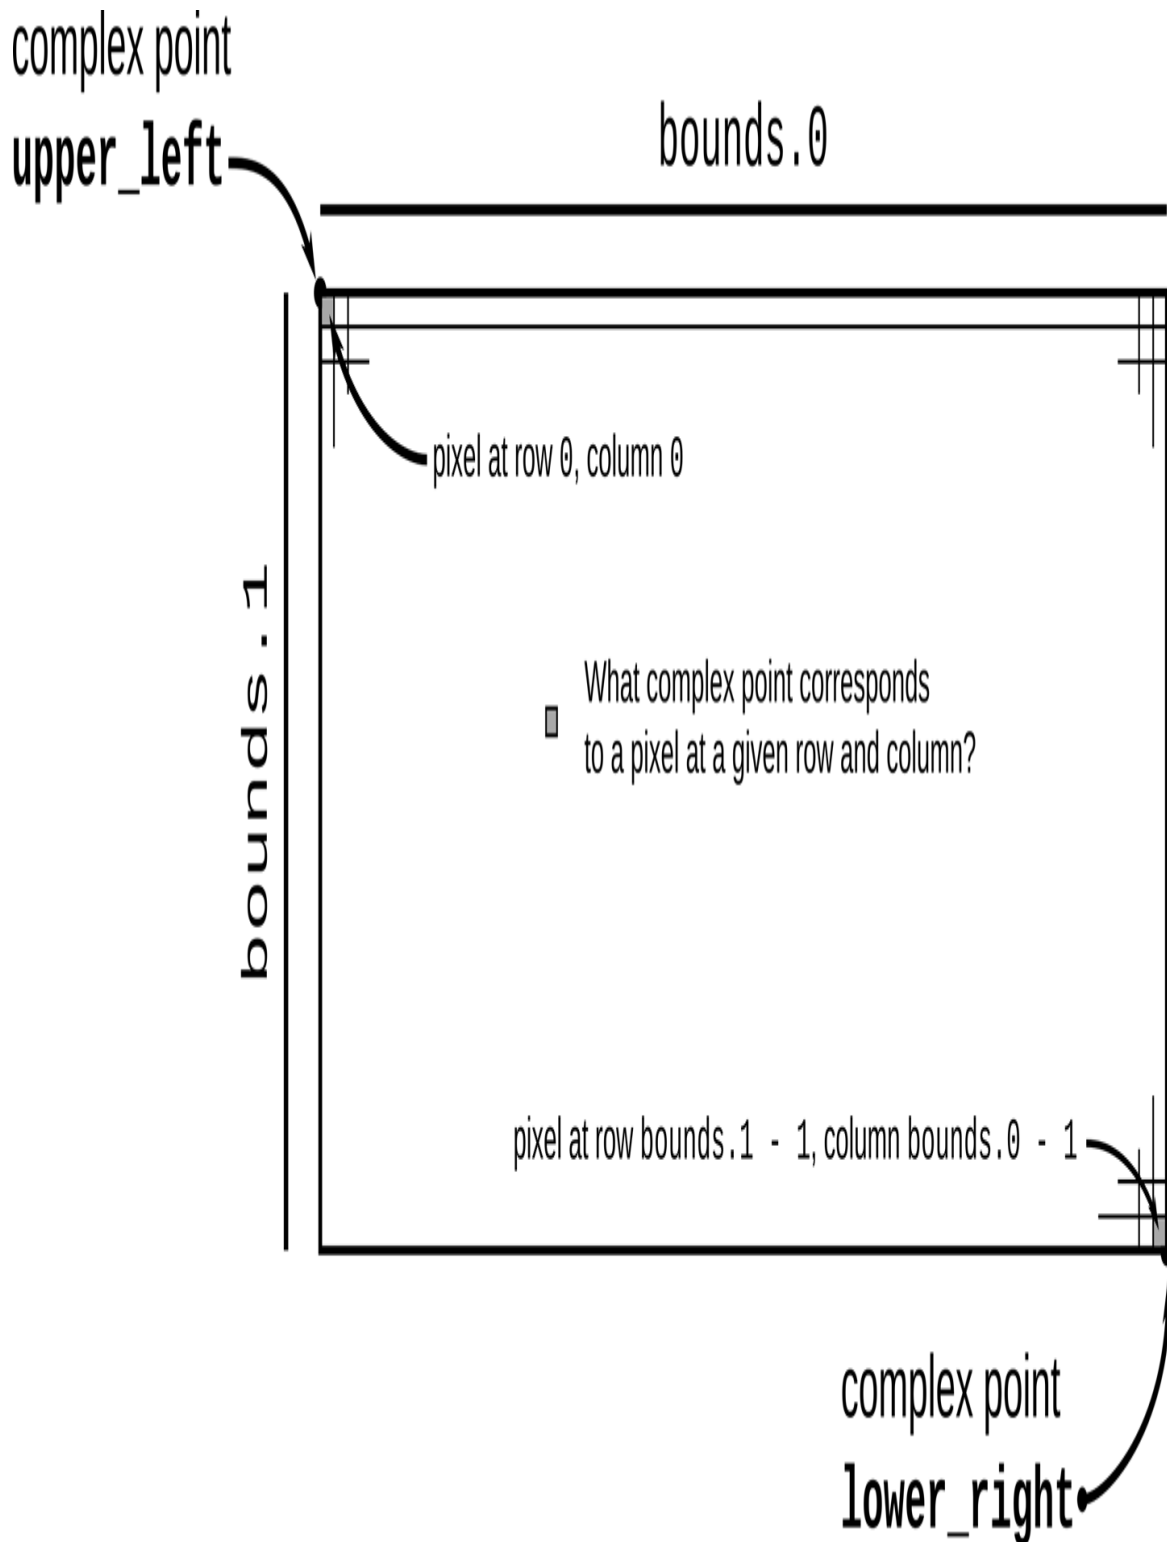 complex point
upper_left
bounds.0
pixel at row 0, column 0
bounds.1
What complex point corresponds
to a pixel at a given row and column?
pixel at row bounds.1 - 1, column bounds.0 - 1
complex point
lower_right